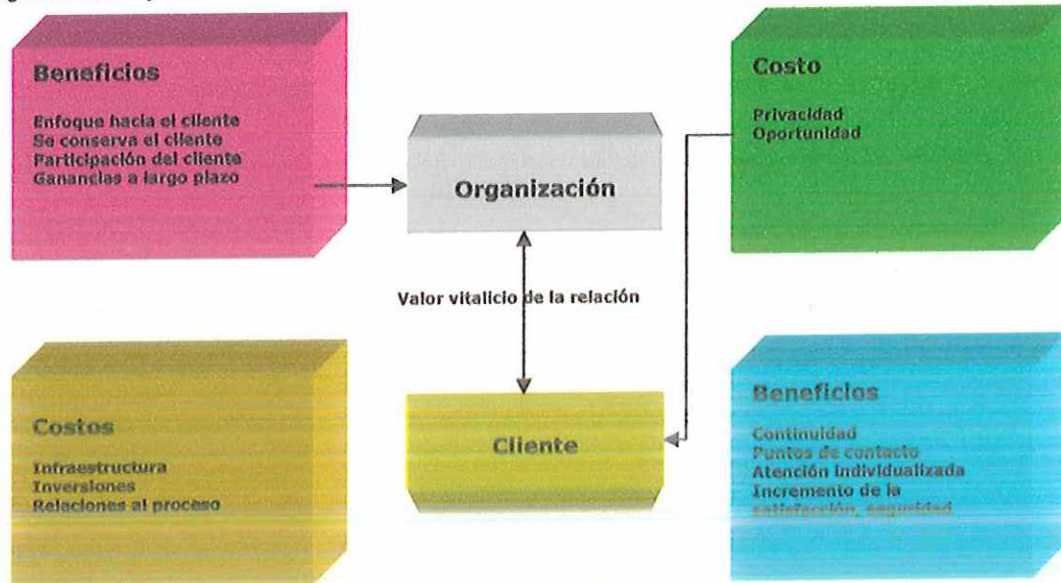 Beneficios
Enfoque hacia el cliente
Se conserva el cliente
Participación del cliente
Ganancias a largo plazo
Organización
Costo
Privacidad
Oportunidad
Valor vitalicio de la relación
Costos
Infraestructura
Inversiones
Relaciones al proceso
Cliente
Beneficios
Continuidad
Puntos de contacto
Atención individualizada
Incremento de la
satisfacción, seguridad